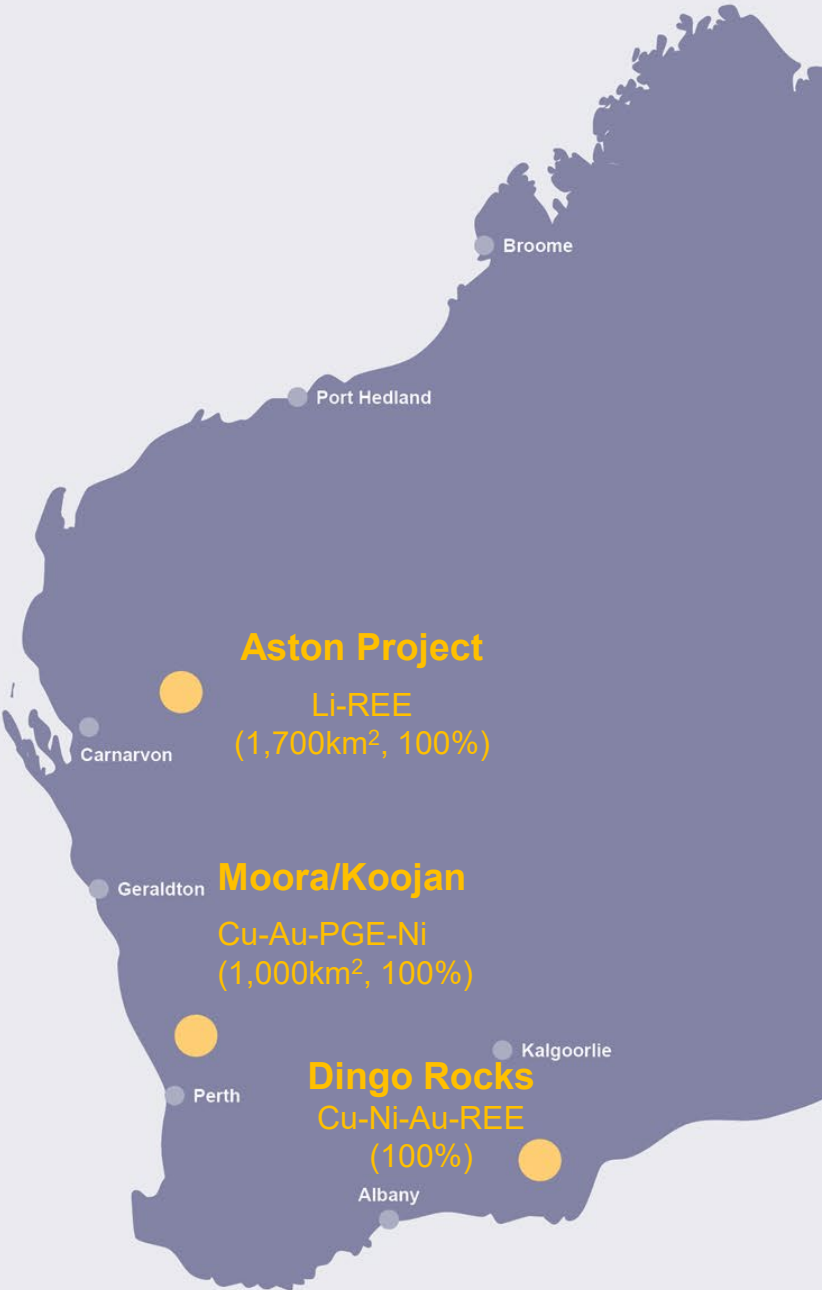 Broome
Port Hedland
Aston Project
Li-REE
(1,700km², 100%)
Carnarvon
Moora/Koojan
Geraldton
Cu-Au-PGE-Ni
(1,000km², 100%)
Kalgoorlie
Dingo Rocks
Perth
Cu-Ni-Au-REE
(100%)
Albany